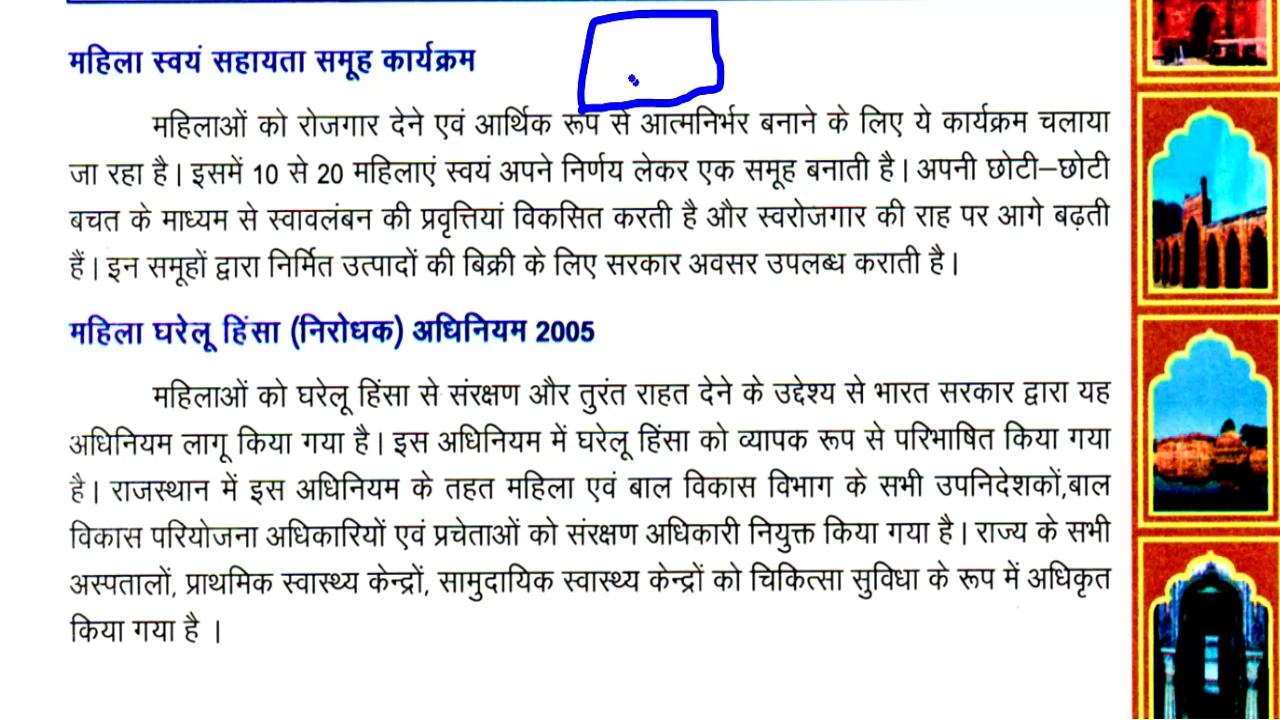 महिला स्वयं सहायता समूह कार्यक्रम
महिलाओं को रोजगार देने एवं आर्थिक रूप से आत्मनिर्भर बनाने के लिए ये कार्यक्रम चलाया
जा रहा है। इसमें 10 से 20 महिलाएं स्वयं अपने निर्णय लेकर एक समूह बनाती है। अपनी छोटी–छोटी
बचत के माध्यम से स्वावलंबन की प्रवृत्तियां विकसित करती है और स्वरोजगार की राह पर आगे बढ़ती
हैं। इन समूहों द्वारा निर्मित उत्पादों की बिक्री के लिए सरकार अवसर उपलब्ध कराती है।
महिला घरेलू हिंसा (निरोधक) अधिनियम 2005
महिलाओं को घरेलू हिंसा से संरक्षण और तुरंत राहत देने के उद्देश्य से भारत सरकार द्वारा यह
अधिनियम लागू किया गया है। इस अधिनियम में घरेलू हिंसा को व्यापक रूप से परिभाषित किया गया
है। राजस्थान में इस अधिनियम के तहत महिला एवं बाल विकास विभाग के सभी उपनिदेशकों,बाल
विकास परियोजना अधिकारियों एवं प्रचेताओं को संरक्षण अधिकारी नियुक्त किया गया है। राज्य के सभी
अस्पतालों, प्राथमिक स्वास्थ्य केन्द्रों, सामुदायिक स्वास्थ्य केन्द्रों को चिकित्सा सुविधा के रूप में अधिकृत
किया गया है ।